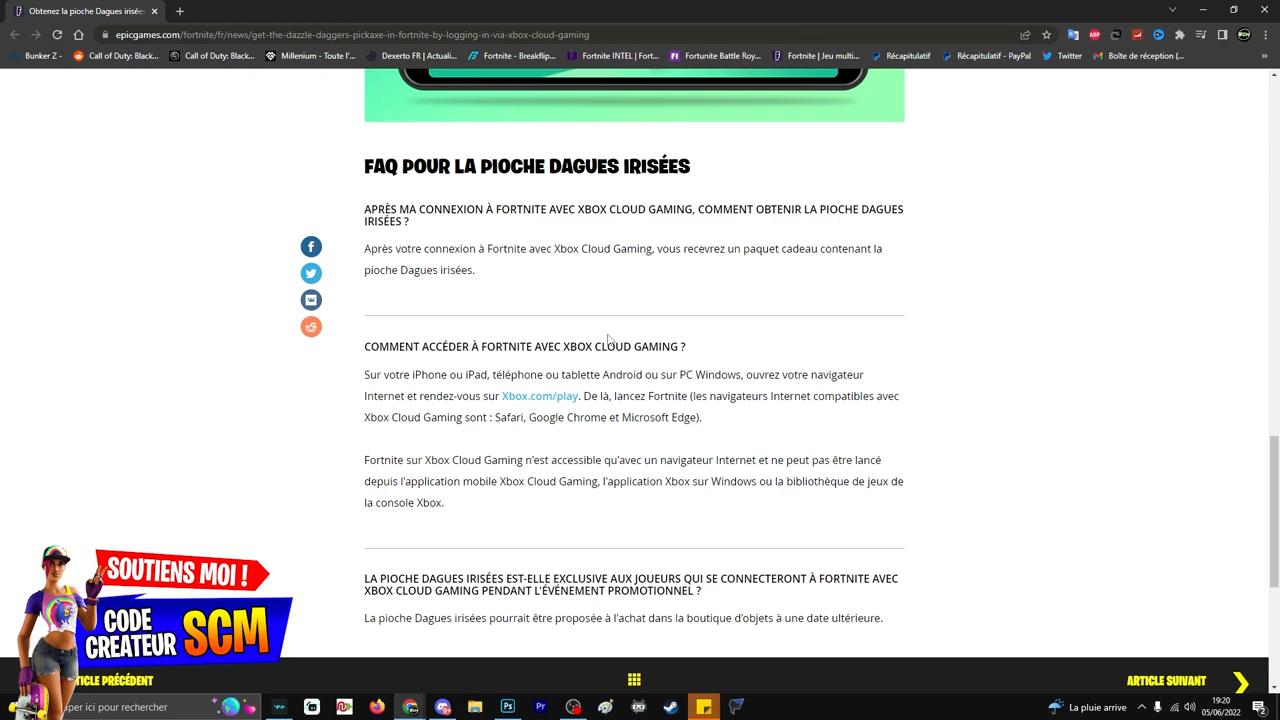 Obtenez la pioc
epicgames.com/fortnite/fr/news/get-the-dazzle-daggers-pickaxe-in-fortnite-by-logging-in-via-xbox-cloud-gaming
Bunker Z - Call of Duty: Black... Call of Duty: Black... Millenium - Toute l'... Dexerto FR | Actuali... Fortnite - Breakflip... Fortnite INTEL | Fort... Fortunite Battle Roy... Fortnite | Jeu multi... Récapitulatif Récapitulatif - PayPal Twitter Boîte de réception (...
FAQ POUR LA PIOCHE DAGUES IRISÉES
APRÈS MA CONNEXION À FORTNITE AVEC XBOX CLOUD GAMING, COMMENT OBTENIR LA PIOCHE DAGUES
IRISÉES ?
Après votre connexion à Fortnite avec Xbox Cloud Gaming, vous recevrez un paquet cadeau contenant la
pioche Dagues irisées.
COMMENT ACCÉDER À FORTNITE AVEC XBOX CLOUD GAMING ?
Sur votre iPhone ou iPad, téléphone ou tablette Android ou sur PC Windows, ouvrez votre navigateur
Internet et rendez-vous sur Xbox.com/play. De là, lancez Fortnite (les navigateurs Internet compatibles avec
Xbox Cloud Gaming sont : Safari, Google Chrome et Microsoft Edge).
Fortnite sur Xbox Cloud Gaming n'est accessible qu'avec un navigateur Internet et ne peut pas être lancé
depuis l'application mobile Xbox Cloud Gaming, l'application Xbox sur Windows ou la bibliothèque de jeux de
la console Xbox.
LA PIOCHE DAGUES IRISÉES EST-ELLE EXCLUSIVE AUX JOUEURS QUI SE CONNECTERONT À FORTNITE AVEC
XBOX CLOUD GAMING PENDANT L'ÉVÉNEMENT PROMOTIONNEL ?
La pioche Dagues irisées pourrait être proposée à l'achat dans la boutique d'objets à une date ultérieure.
SOUTIENS MOI !
CODE
CREATEUR SCM
TICLE PRÉCÉDENT
ARTICLE SUIVANT
per ici pour rechercher
La pluie arrive
19:20
05/06/2022